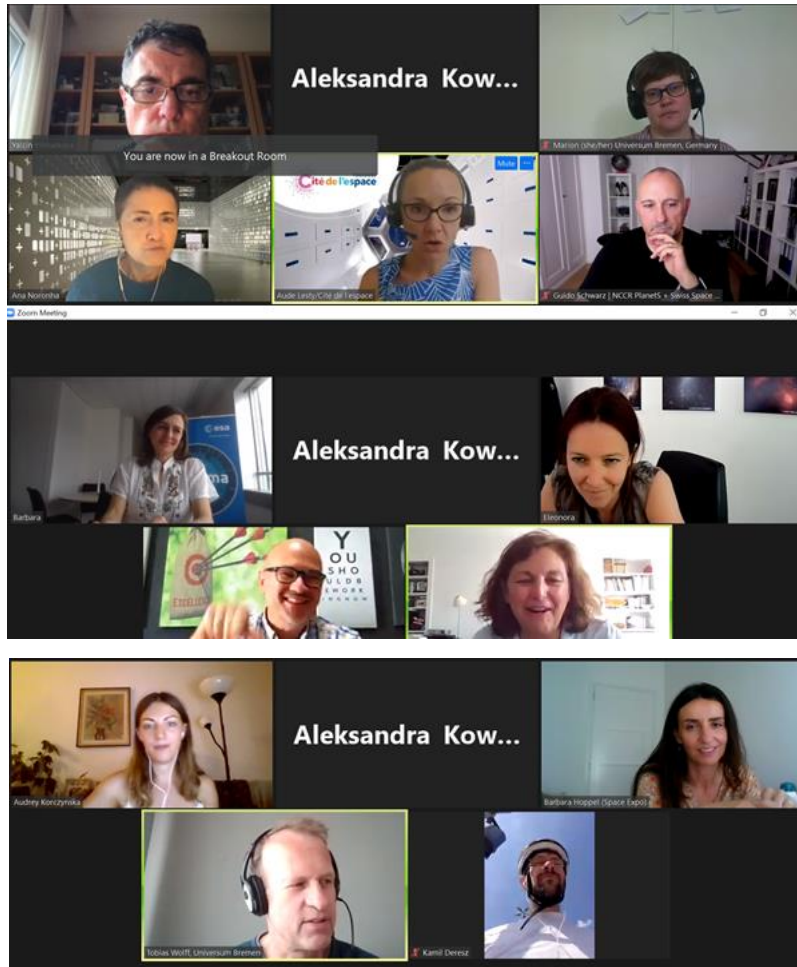 Aleksandra Kow...
Marion (she/her) Universum Bremen, Germany
You are now in a Breakout Room
Cité de l'espace
Mute
Ana Noronha
Aude Lesty/Cité de l'espace
Guido Schwarz | NCCR PlanetS + Swiss Space ...
Zoom Meeting
esa
Aleksandra Kow...
Barbara
Eleonora
Y
OU
SHO
ULDB
EWORK
INGNOW
Aleksandra Kow...
Audrey Korczynska
Barbara Hoppel (Space Expo)
Tobias Wolff, Universum Bremen
Kamil Deresz